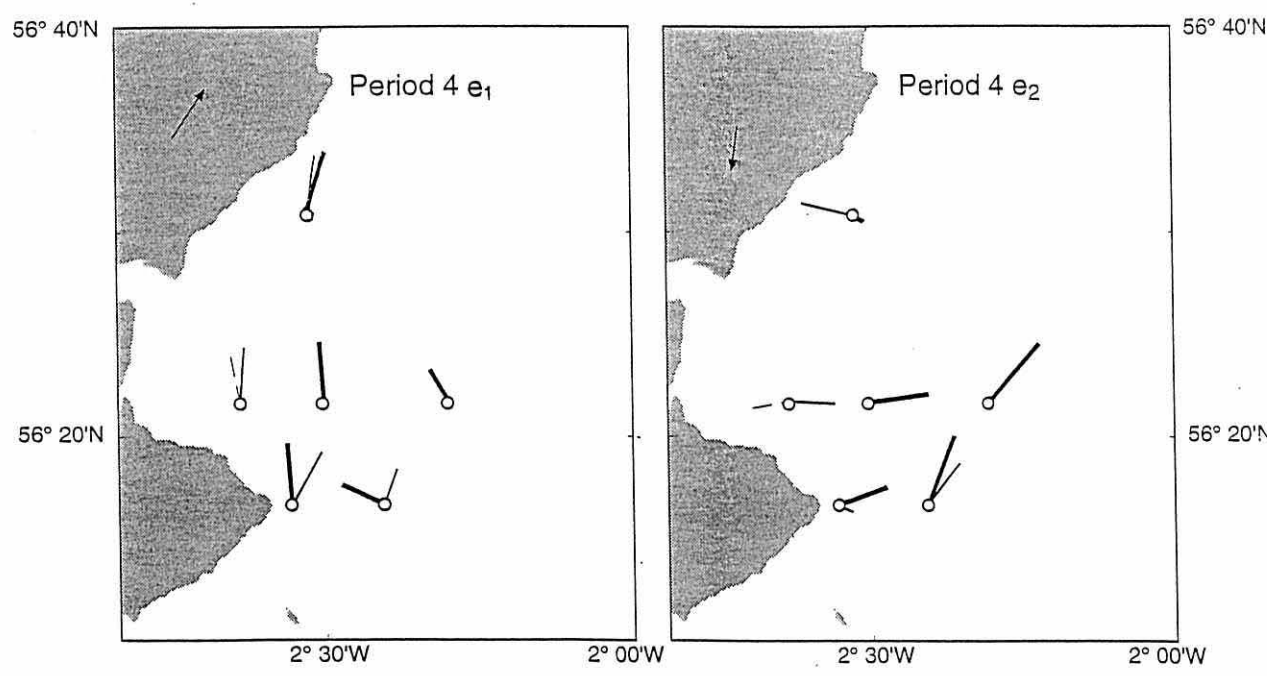 56° 40'N
Period 4 e₁
Period 4 e₂
56° 40'N
56° 20'N
56° 20'N
2° 30'W
2° 00'W
2° 30'W
2° 00'W